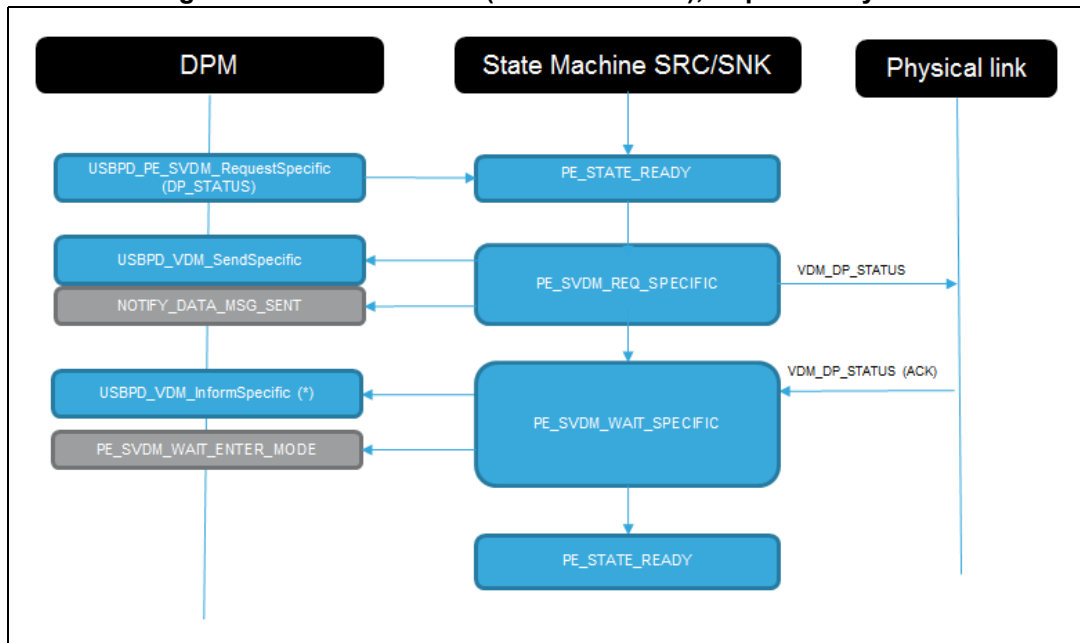 DPM
State Machine SRC/SNK
Physical link
USBPD_PE_SVDM_RequestSpecific
(DP_STATUS)
PE_STATE_READY
USBPD_VDM_SendSpecific
NOTIFY_DATA_MSG_SENT
PE_SVDM_REQ_SPECIFIC
VDM_DP_STATUS
VDM_DP_STATUS (ACK)
USBPD_VDM_InformSpecific (*)
PE_SVDM_WAIT_ENTER_MODE
PE_SVDM_WAIT_SPECIFIC
PE_STATE_READY